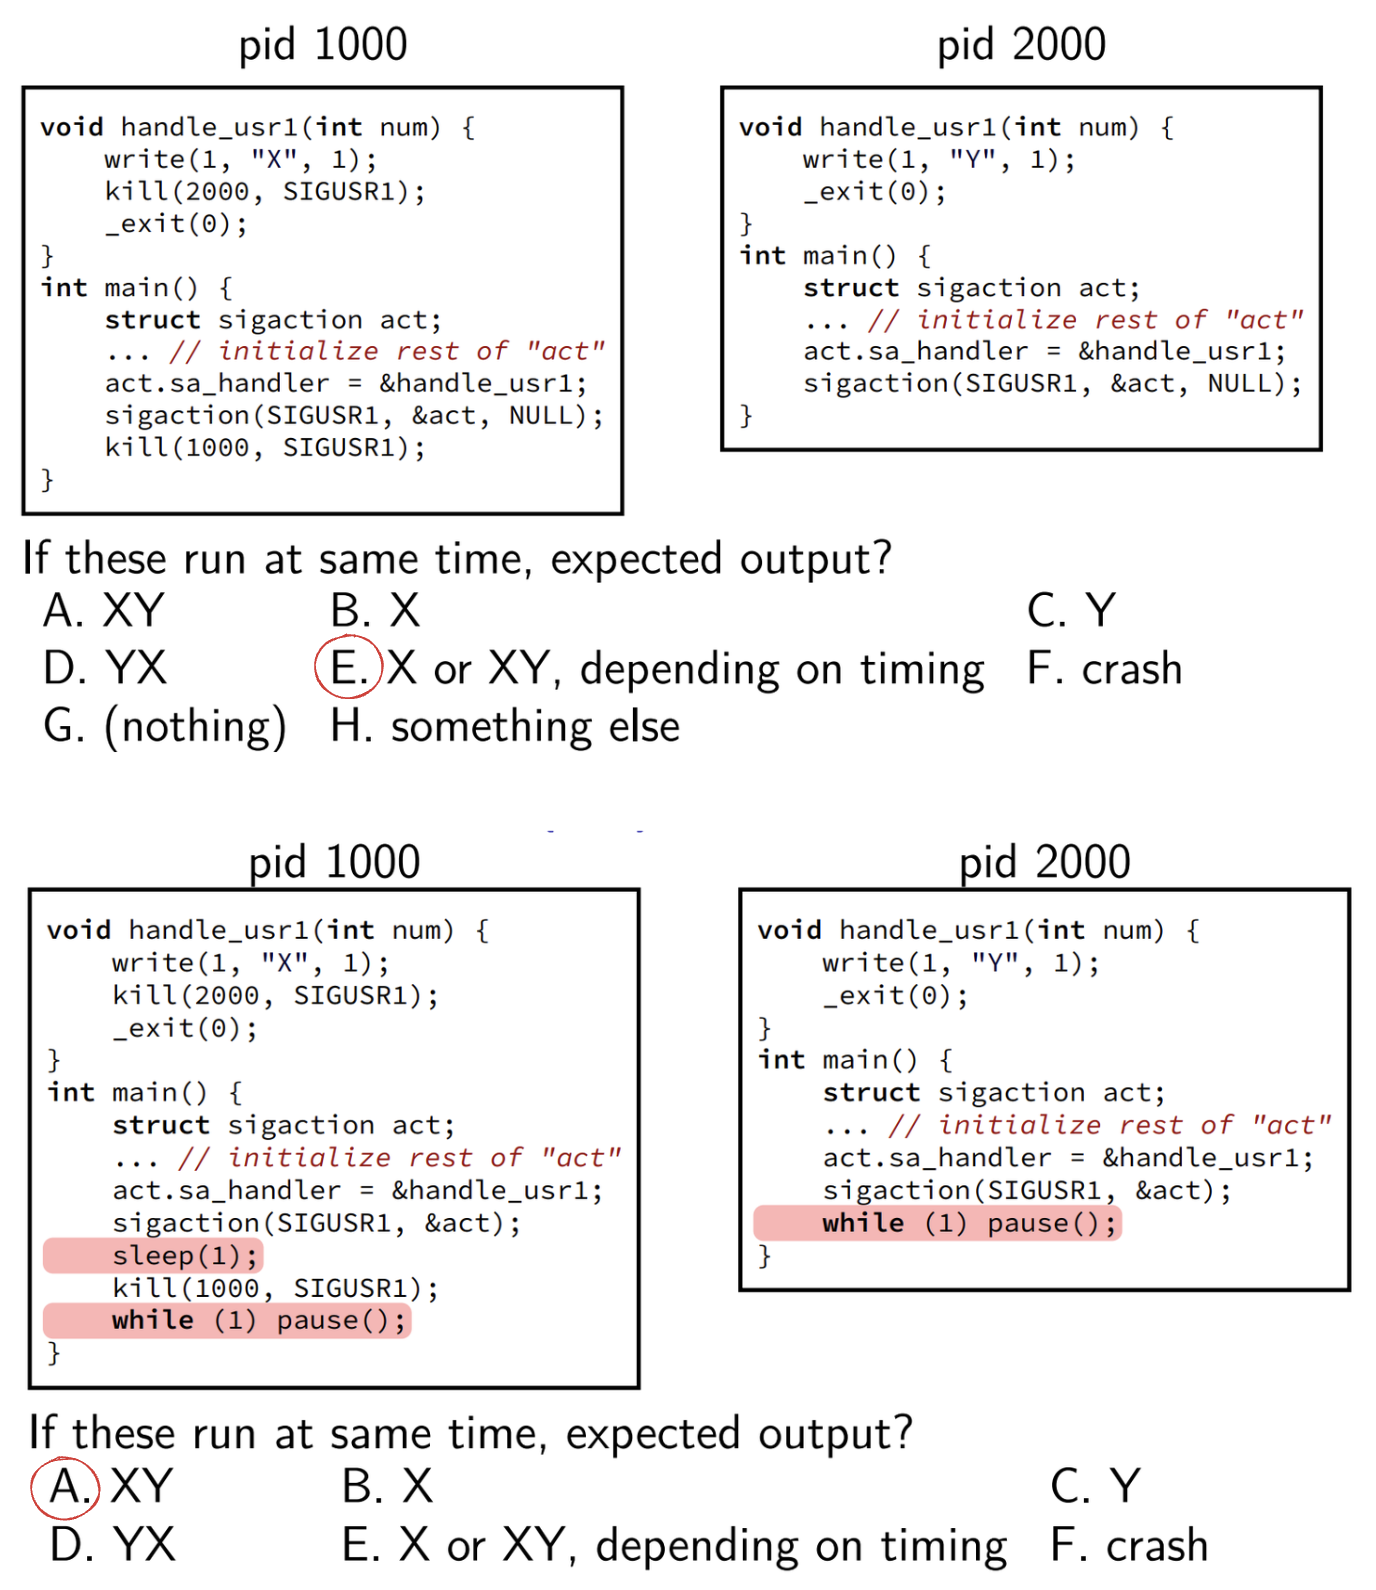 pid 1000
void handle_usr1(int num) {
    write(1, "X", 1);
    kill(2000, SIGUSR1);
    _exit(0);
}
int main() {
    struct sigaction act;
    ... // initialize rest of "act"
    act.sa_handler = &handle_usr1;
    sigaction(SIGUSR1, &act, NULL);
    kill(1000, SIGUSR1);
}
pid 2000
void handle_usr1(int num) {
    write(1, "Y", 1);
    _exit(0);
}
int main() {
    struct sigaction act;
    ... // initialize rest of "act"
    act.sa_handler = &handle_usr1;
    sigaction(SIGUSR1, &act, NULL);
}
If these run at same time, expected output?
A. XY B. X C. Y
D. YX E. X or XY, depending on timing F. crash
G. (nothing) H. something else
pid 1000
void handle_usr1(int num) {
    write(1, "X", 1);
    kill(2000, SIGUSR1);
    _exit(0);
}
int main() {
    struct sigaction act;
    ... // initialize rest of "act"
    act.sa_handler = &handle_usr1;
    sigaction(SIGUSR1, &act);
    sleep(1);
    kill(1000, SIGUSR1);
    while (1) pause();
}
pid 2000
void handle_usr1(int num) {
    write(1, "Y", 1);
    _exit(0);
}
int main() {
    struct sigaction act;
    ... // initialize rest of "act"
    act.sa_handler = &handle_usr1;
    sigaction(SIGUSR1, &act);
    while (1) pause();
}
If these run at same time, expected output?
A. XY B. X C. Y
D. YX E. X or XY, depending on timing F. crash